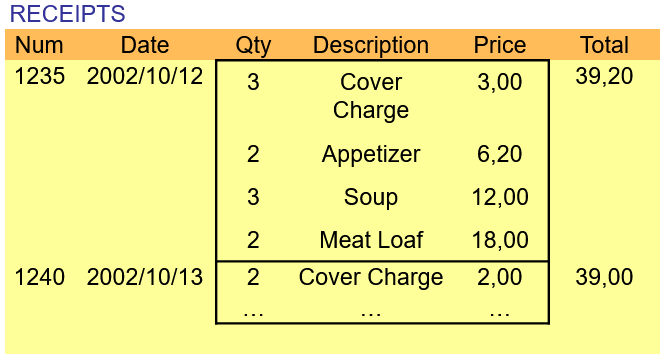 RECEIPTS
Num Date Qty Description Price Total
1235 2002/10/12 3 Cover Charge 3,00 39,20
2 Appetizer 6,20
3 Soup 12,00
2 Meat Loaf 18,00
1240 2002/10/13 2 Cover Charge 2,00 39,00
… … …